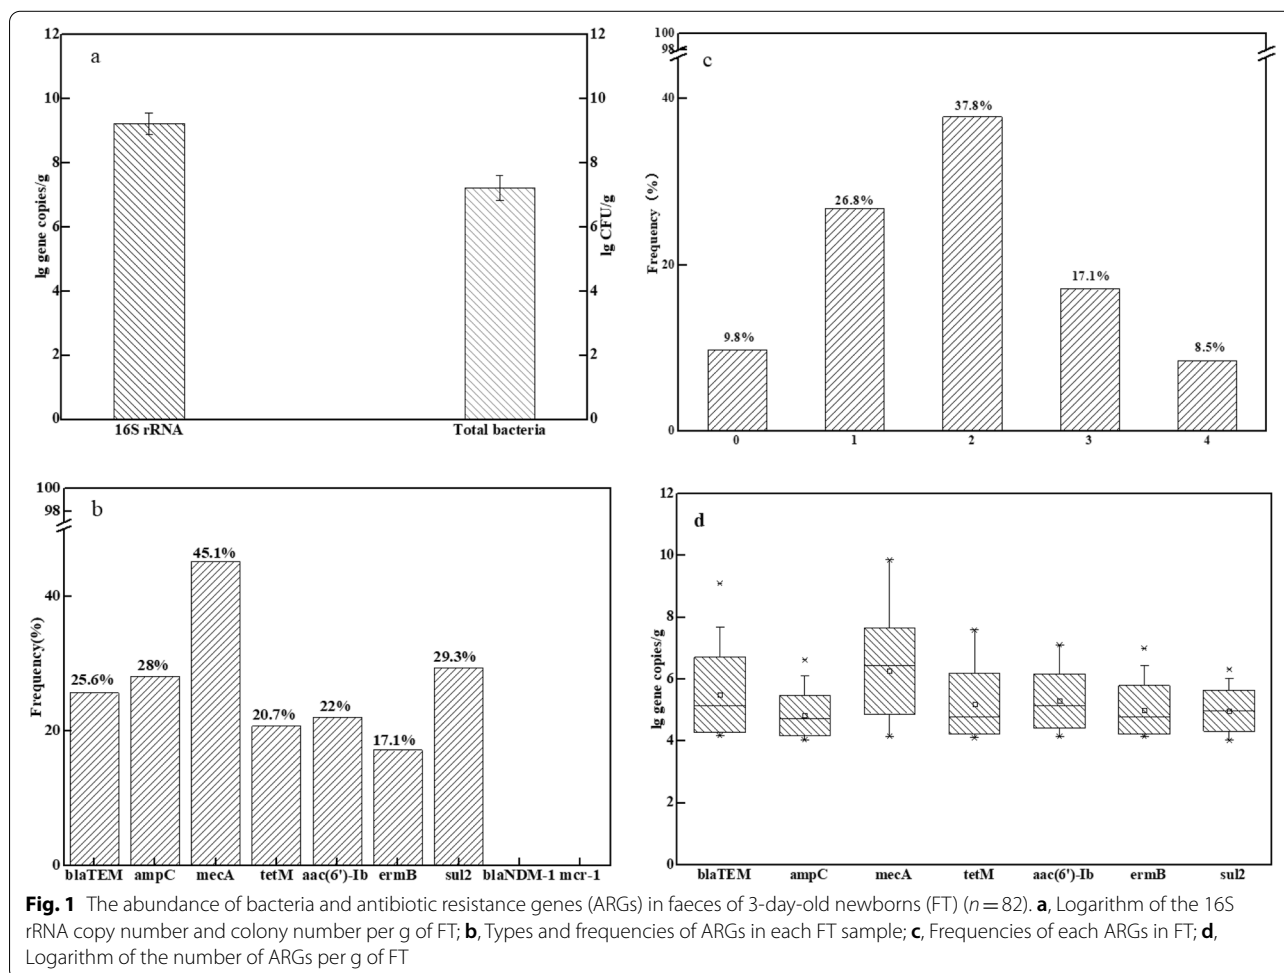 a
12
10
8
6
4
2
0
lg gene copies/g
12
10
8
6
4
2
0
lg CFU/g
16S rRNA
Total bacteria
c
100
98
40
20
0
Frequency (%)
9.8%
26.8%
37.8%
17.1%
8.5%
0 1 2 3 4
b
100
98
40
20
0
Frequency(%)
25.6%
28%
45.1%
20.7%
22%
17.1%
29.3%
blaTEM ampC mecA tetM aac(6')-Ib ermB sul2 blaNDM-1 mcr-1
d
12
10
8
6
4
2
0
lg gene copies/g
blaTEM ampC mecA tetM aac(6')-Ib ermB sul2
Fig. 1 The abundance of bacteria and antibiotic resistance genes (ARGs) in faeces of 3-day-old newborns (FT) (n = 82). a, Logarithm of the 16S
rRNA copy number and colony number per g of FT; b, Types and frequencies of ARGs in each FT sample; c, Frequencies of each ARGs in FT; d,
Logarithm of the number of ARGs per g of FT